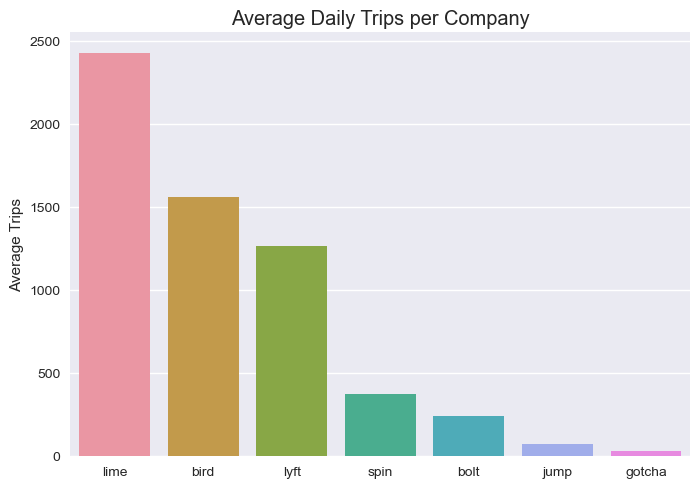 Average Daily Trips per Company
2500
2000
1500
1000
500
0
Average Trips
lime bird lyft spin bolt jump gotcha